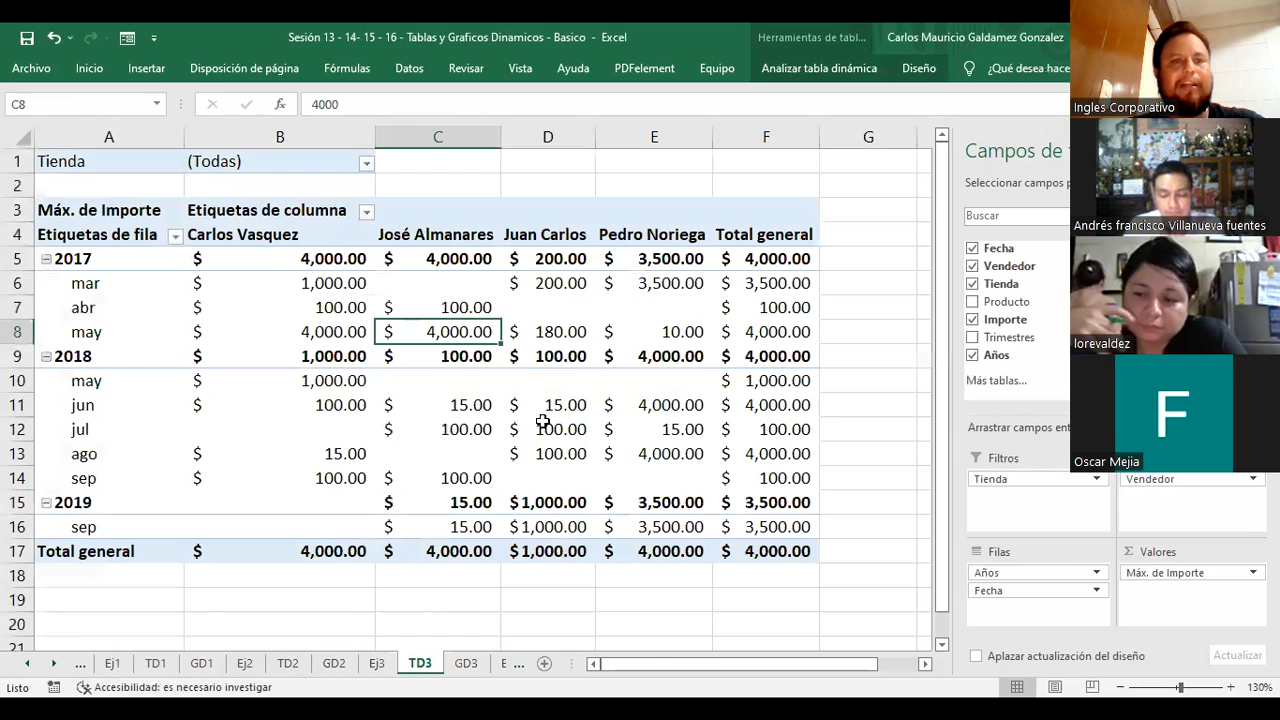 Sesión 13 - 14- 15 - 16 - Tablas y Graficos Dinamicos - Basico - Excel
Herramientas de tabl...
Carlos Mauricio Galdamez Gonzalez
Archivo Inicio Insertar Disposición de página Fórmulas Datos Revisar Vista Ayuda PDFelement Equipo Analizar tabla dinámica Diseño ¿Qué desea hace
C8 fx 4000
Ingles Corporativo
A B C D E F G
1 Tienda (Todas)
2
3 Máx. de Importe Etiquetas de columna
4 Etiquetas de fila Carlos Vasquez José Almananas Juan Carlos Pedro Noriega Total general
5 2017 $ 4,000.00 $ 4,000.00 $ 200.00 $ 3,500.00 $ 4,000.00
6 mar $ 1,000.00 $ 200.00 $ 3,500.00 $ 3,500.00
7 abr $ 100.00 $ 100.00 $ 100.00
8 may $ 4,000.00 $ 4,000.00 $ 180.00 $ 10.00 $ 4,000.00
9 2018 $ 1,000.00 $ 100.00 $ 100.00 $ 4,000.00 $ 4,000.00
10 may $ 1,000.00 $ 1,000.00
11 jun $ 100.00 $ 15.00 $ 15.00 $ 4,000.00 $ 4,000.00
12 jul $ 100.00 $ 100.00 $ 15.00 $ 100.00
13 ago $ 15.00 $ 100.00 $ 4,000.00 $ 4,000.00
14 sep $ 100.00 $ 100.00 $ 100.00
15 2019 $ 15.00 $1,000.00 $ 3,500.00 $ 3,500.00
16 sep $ 15.00 $1,000.00 $ 3,500.00 $ 3,500.00
17 Total general $ 4,000.00 $ 4,000.00 $1,000.00 $ 4,000.00 $ 4,000.00
18
19
20
21
Campos de
Seleccionar campos p
Buscar
Fecha
Vendedor
Tienda
Producto
Importe
Trimestres
Años
Más tablas...
Arrastrar campos ent
Filtros
Tienda Vendedor
Filas Σ Valores
Años Máx. de Importe
Fecha
Aplazar actualización del diseño Actualizar
Andrés francisco Villanueva fuentes
lorevaldez
F
Oscar Mejia
... Ej1 TD1 GD1 Ej2 TD2 GD2 Ej3 TD3 GD3 E ...
Listo Accesibilidad: es necesario investigar 130%